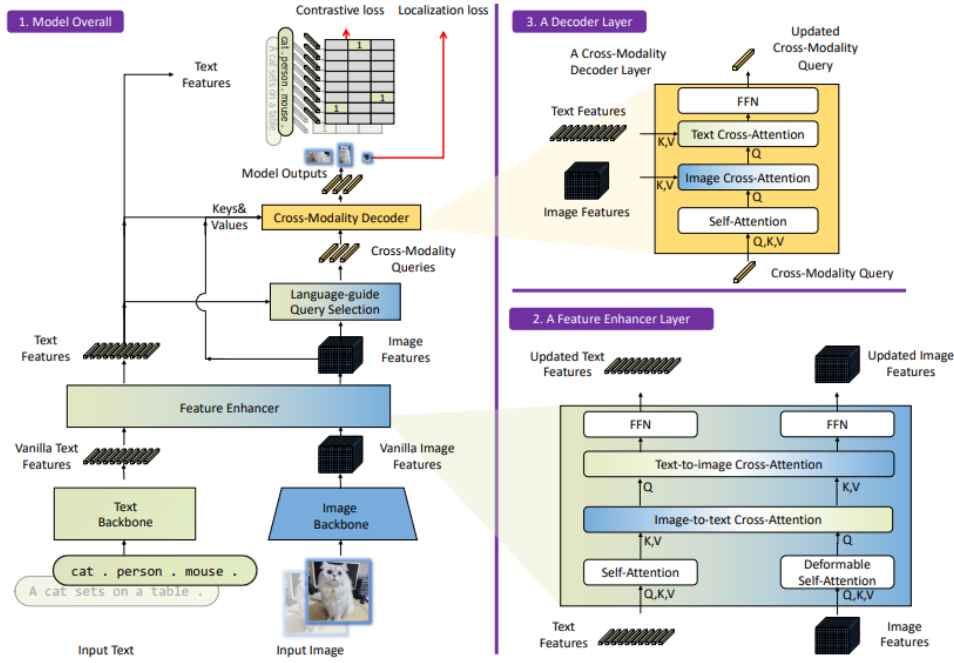 1. Model Overall
Contrastive loss
Localization loss
A cat sets on a table .
cat . person . mouse .
1
1
1
1
Text
Features
Model Outputs
Keys&
Values
Cross-Modality Decoder
Cross-Modality
Queries
Language-guide
Query Selection
Text
Features
Image
Features
Feature Enhancer
Vanilla Text
Features
Vanilla Image
Features
Text
Backbone
Image
Backbone
cat . person . mouse .
A cat sets on a table .
Input Text
Input Image
3. A Decoder Layer
A Cross-Modality
Decoder Layer
Updated
Cross-Modality
Query
FFN
Text Features
K,V
Text Cross-Attention
Q
K,V
Image Cross-Attention
Image Features
Q
Self-Attention
Q,K,V
Cross-Modality Query
2. A Feature Enhancer Layer
Updated Text
Features
Updated Image
Features
FFN
FFN
Text-to-image Cross-Attention
Q
K,V
Image-to-text Cross-Attention
K,V
Q
Self-Attention
Deformable
Self-Attention
Q,K,V
Q,K,V
Text
Features
Image
Features